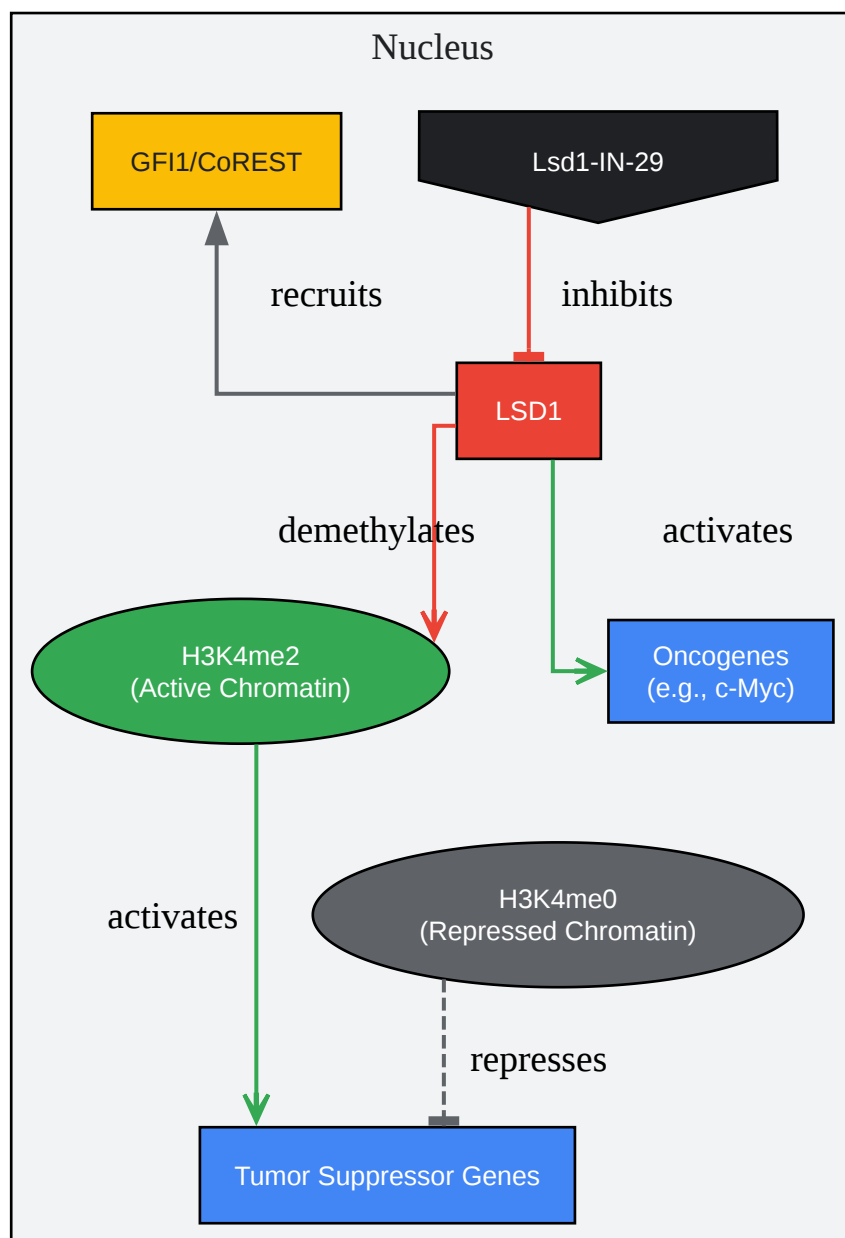 Nucleus
GFI1/CoREST
Lsd1-IN-29
recruits
inhibits
LSD1
demethylates
activates
H3K4me2
(Active Chromatin)
Oncogenes
(e.g., c-Myc)
activates
H3K4me0
(Repressed Chromatin)
represses
Tumor Suppressor Genes